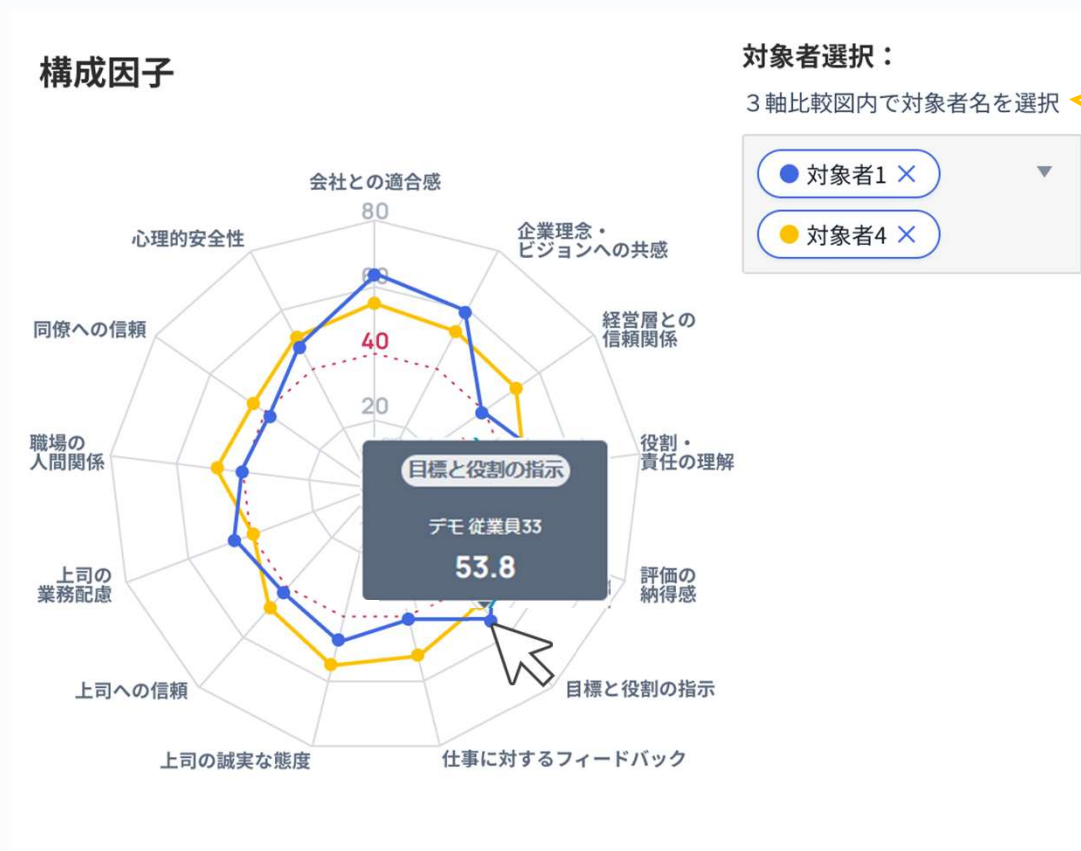 構成因子
対象者選択：
３軸比較図内で対象者名を選択
対象者1
対象者4
会社との適合感
80
60
40
20
企業理念・
ビジョンへの共感
経営層との
信頼関係
役割・
責任の理解
評価の
納得感
目標と役割の指示
仕事に対するフィードバック
上司の誠実な態度
上司への信頼
上司の
業務配慮
職場の
人間関係
同僚への信頼
心理的安全性
目標と役割の指示
デモ 従業員33
53.8